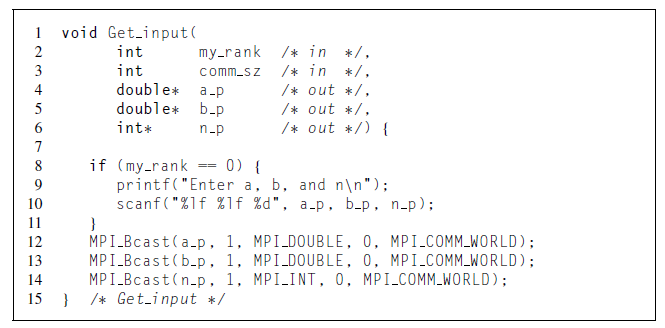 1 void Get_input(
2 int my_rank /* in */,
3 int comm_sz /* in */,
4 double* a_p /* out */,
5 double* b_p /* out */,
6 int* n_p /* out */) {
7
8 if (my_rank == 0) {
9 printf("Enter a, b, and n\n");
10 scanf("%lf %lf %d", a_p, b_p, n_p);
11 }
12 MPI_Bcast(a_p, 1, MPI_DOUBLE, 0, MPI_COMM_WORLD);
13 MPI_Bcast(b_p, 1, MPI_DOUBLE, 0, MPI_COMM_WORLD);
14 MPI_Bcast(n_p, 1, MPI_INT, 0, MPI_COMM_WORLD);
15 } /* Get_input */